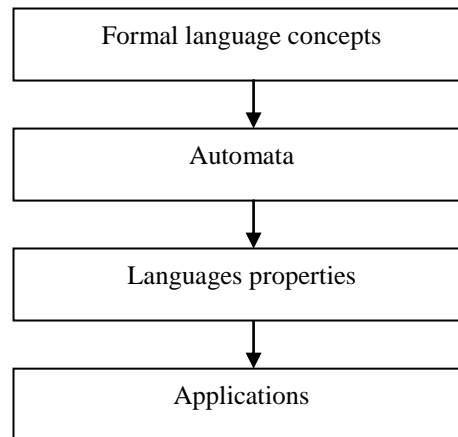 Formal language concepts
Automata
Languages properties
Applications